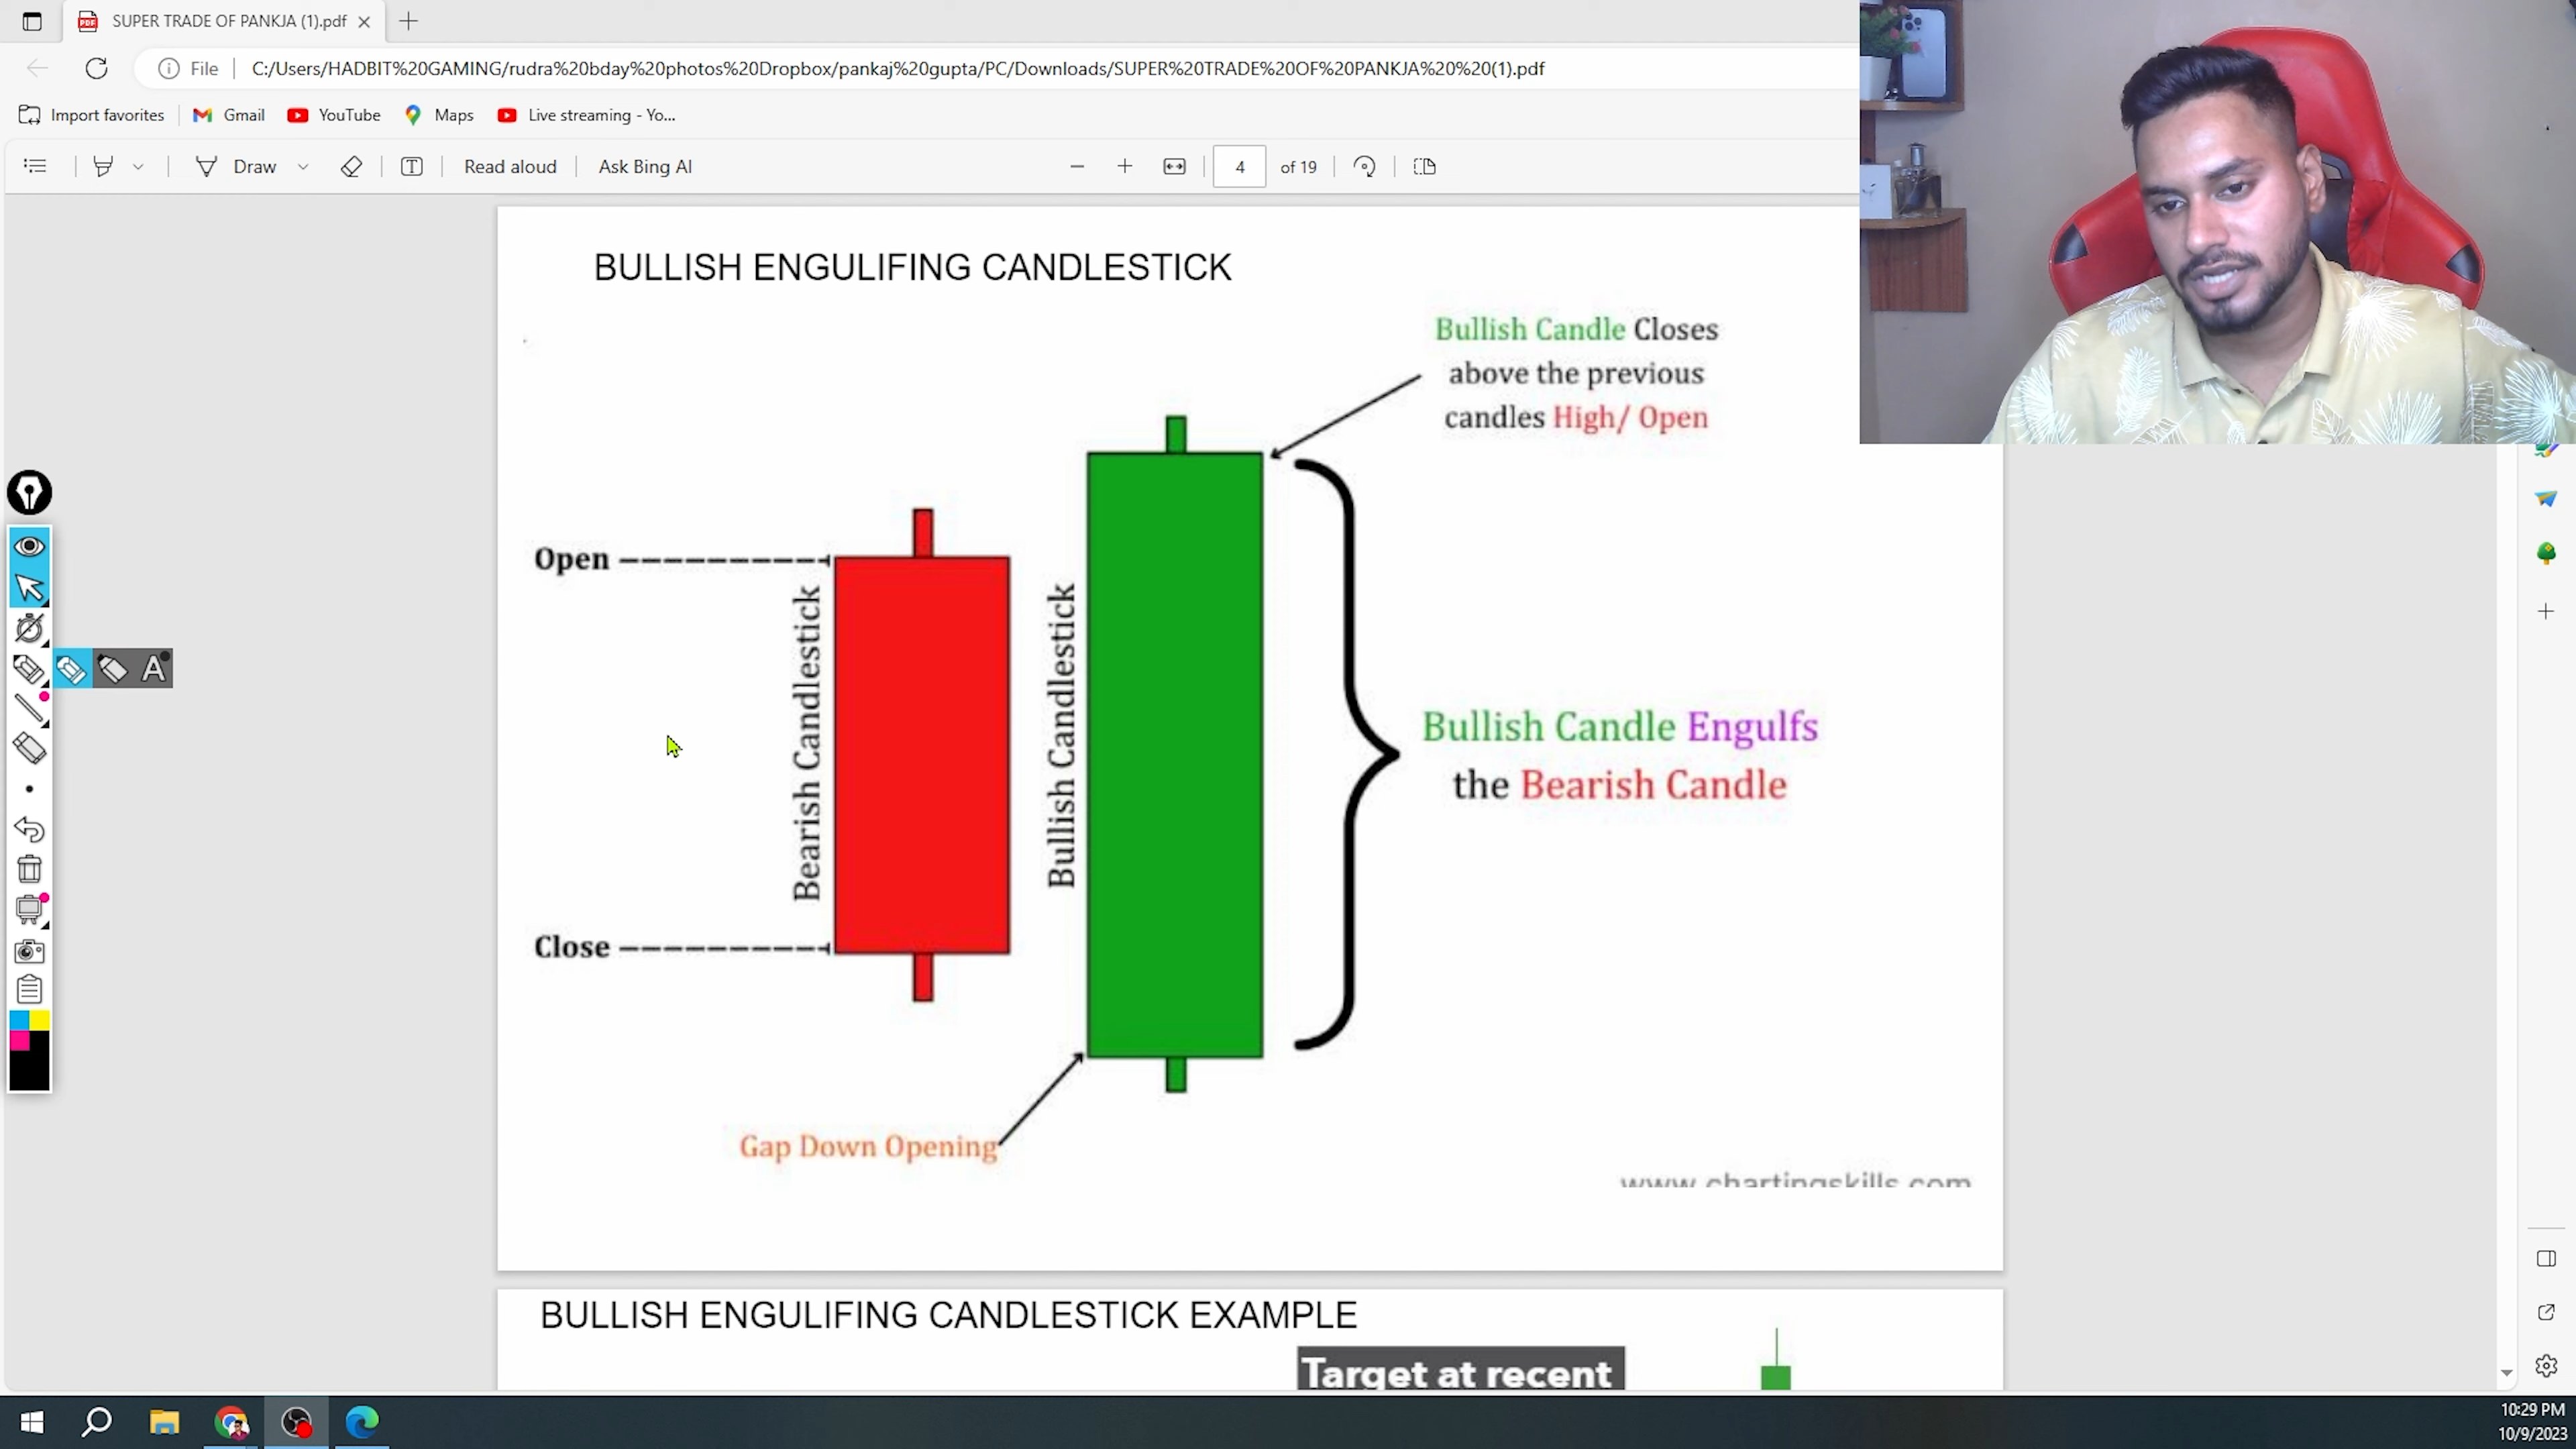 SUPER TRADE OF PANKJA (1).pdf
File
C:/Users/HADBIT%20GAMING/rudra%20bday%20photos%20Dropbox/pankaj%20gupta/PC/Downloads/SUPER%20TRADE%20OF%20PANKJA%20%20(1).pdf
Import favorites
Gmail
YouTube
Maps
Live streaming - Yo...
Draw
Read aloud
Ask Bing AI
4
of 19
BULLISH ENGULIFING CANDLESTICK
Bullish Candle Closes
above the previous
candles High/ Open
Open
Bearish Candlestick
Bullish Candlestick
Bullish Candle Engulfs
the Bearish Candle
Close
Gap Down Opening
www.chartingskills.com
BULLISH ENGULIFING CANDLESTICK EXAMPLE
Target at recent
10:29 PM
10/9/2023